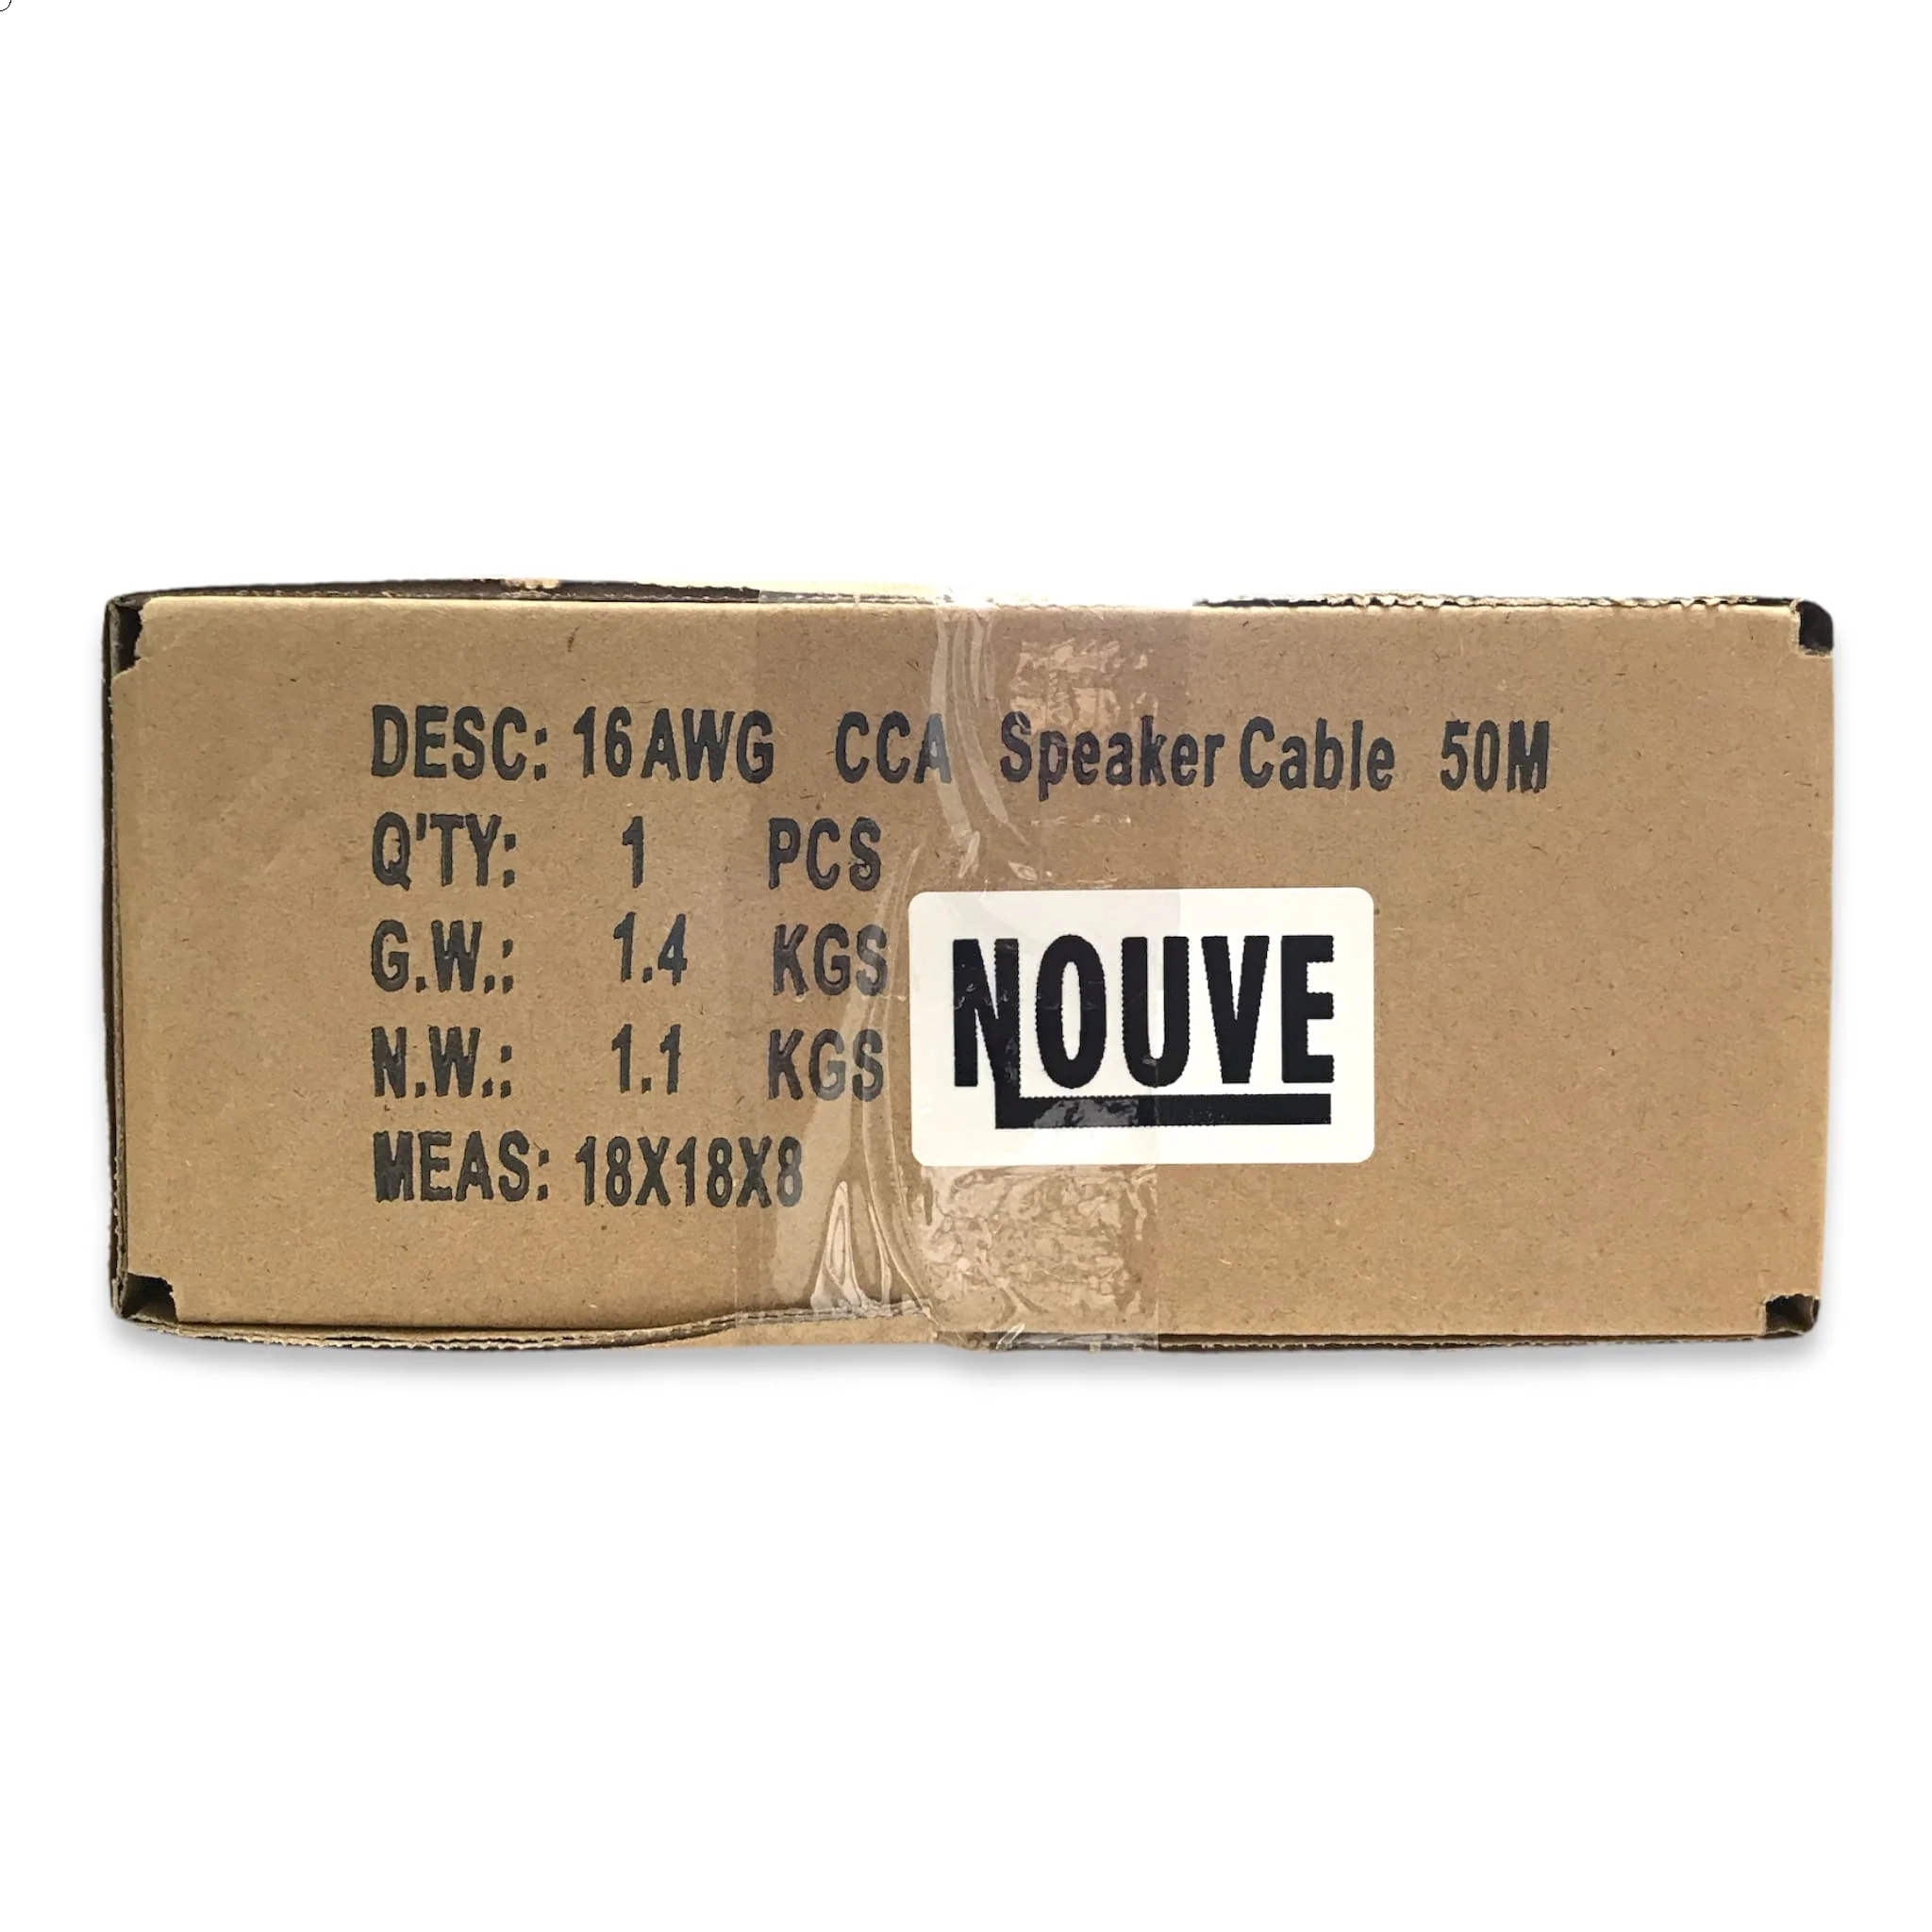 DESC: 16AWG CCA Speaker Cable 50M
Q'TY: 1 PCS
G.W.: 1.4 KGS
N.W.: 1.1 KGS
MEAS: 18X18X8
NOUVE